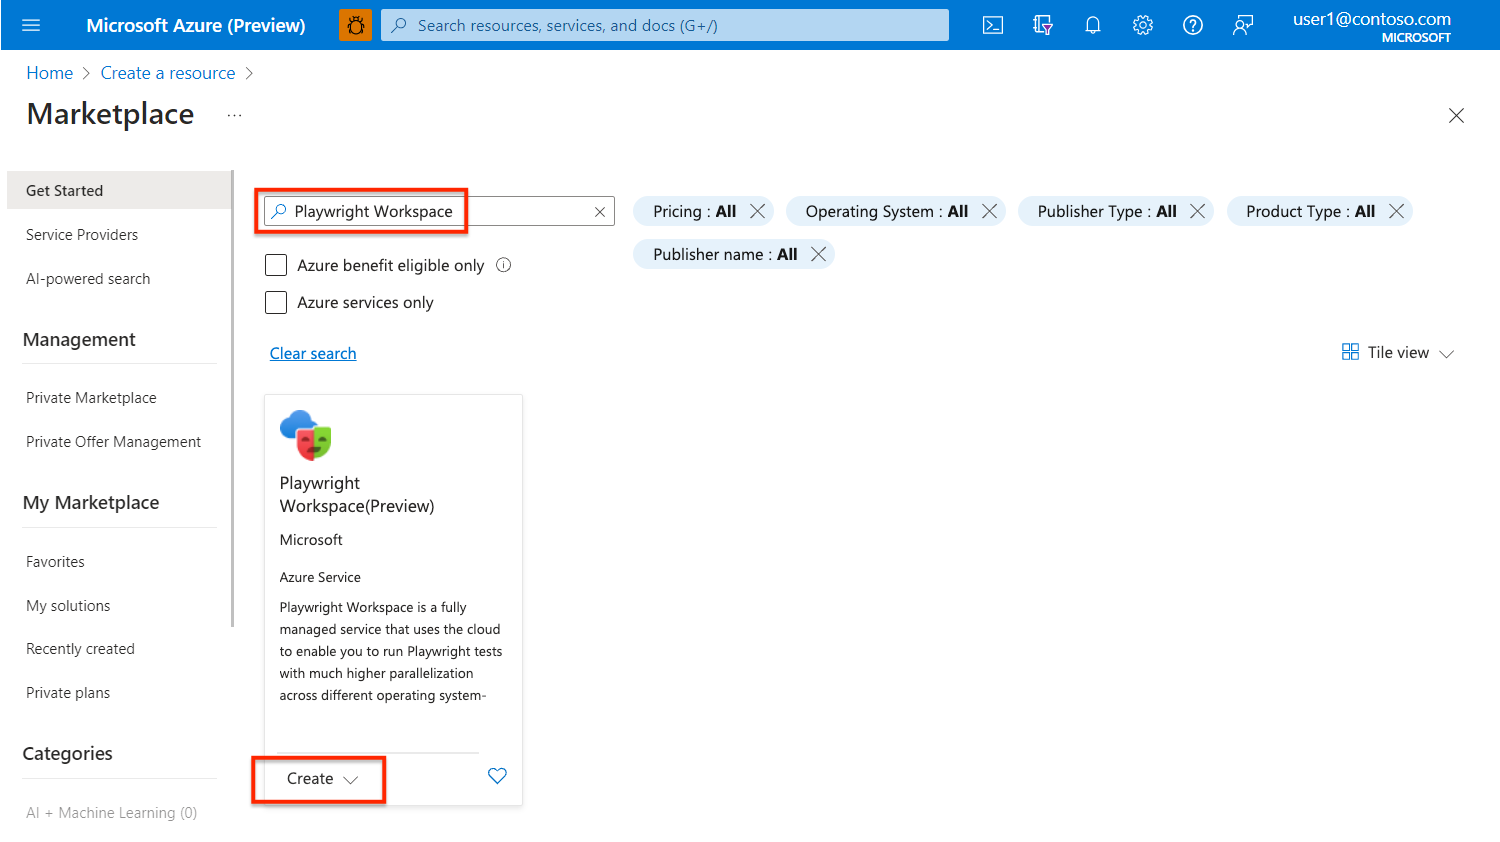 Microsoft Azure (Preview)
Search resources, services, and docs (G+/)
user1@contoso.com
MICROSOFT
Home > Create a resource >
Marketplace ...
Get Started
Service Providers
AI-powered search
Management
Private Marketplace
Private Offer Management
My Marketplace
Favorites
My solutions
Recently created
Private plans
Categories
AI + Machine Learning (0)
Playwright Workspace
Pricing : All
Operating System : All
Publisher Type : All
Product Type : All
Publisher name : All
Azure benefit eligible only
Azure services only
Clear search
Tile view
Playwright
Workspace(Preview)
Microsoft
Azure Service
Playwright Workspace is a fully
managed service that uses the cloud
to enable you to run Playwright tests
with much higher parallelization
across different operating system-
Create